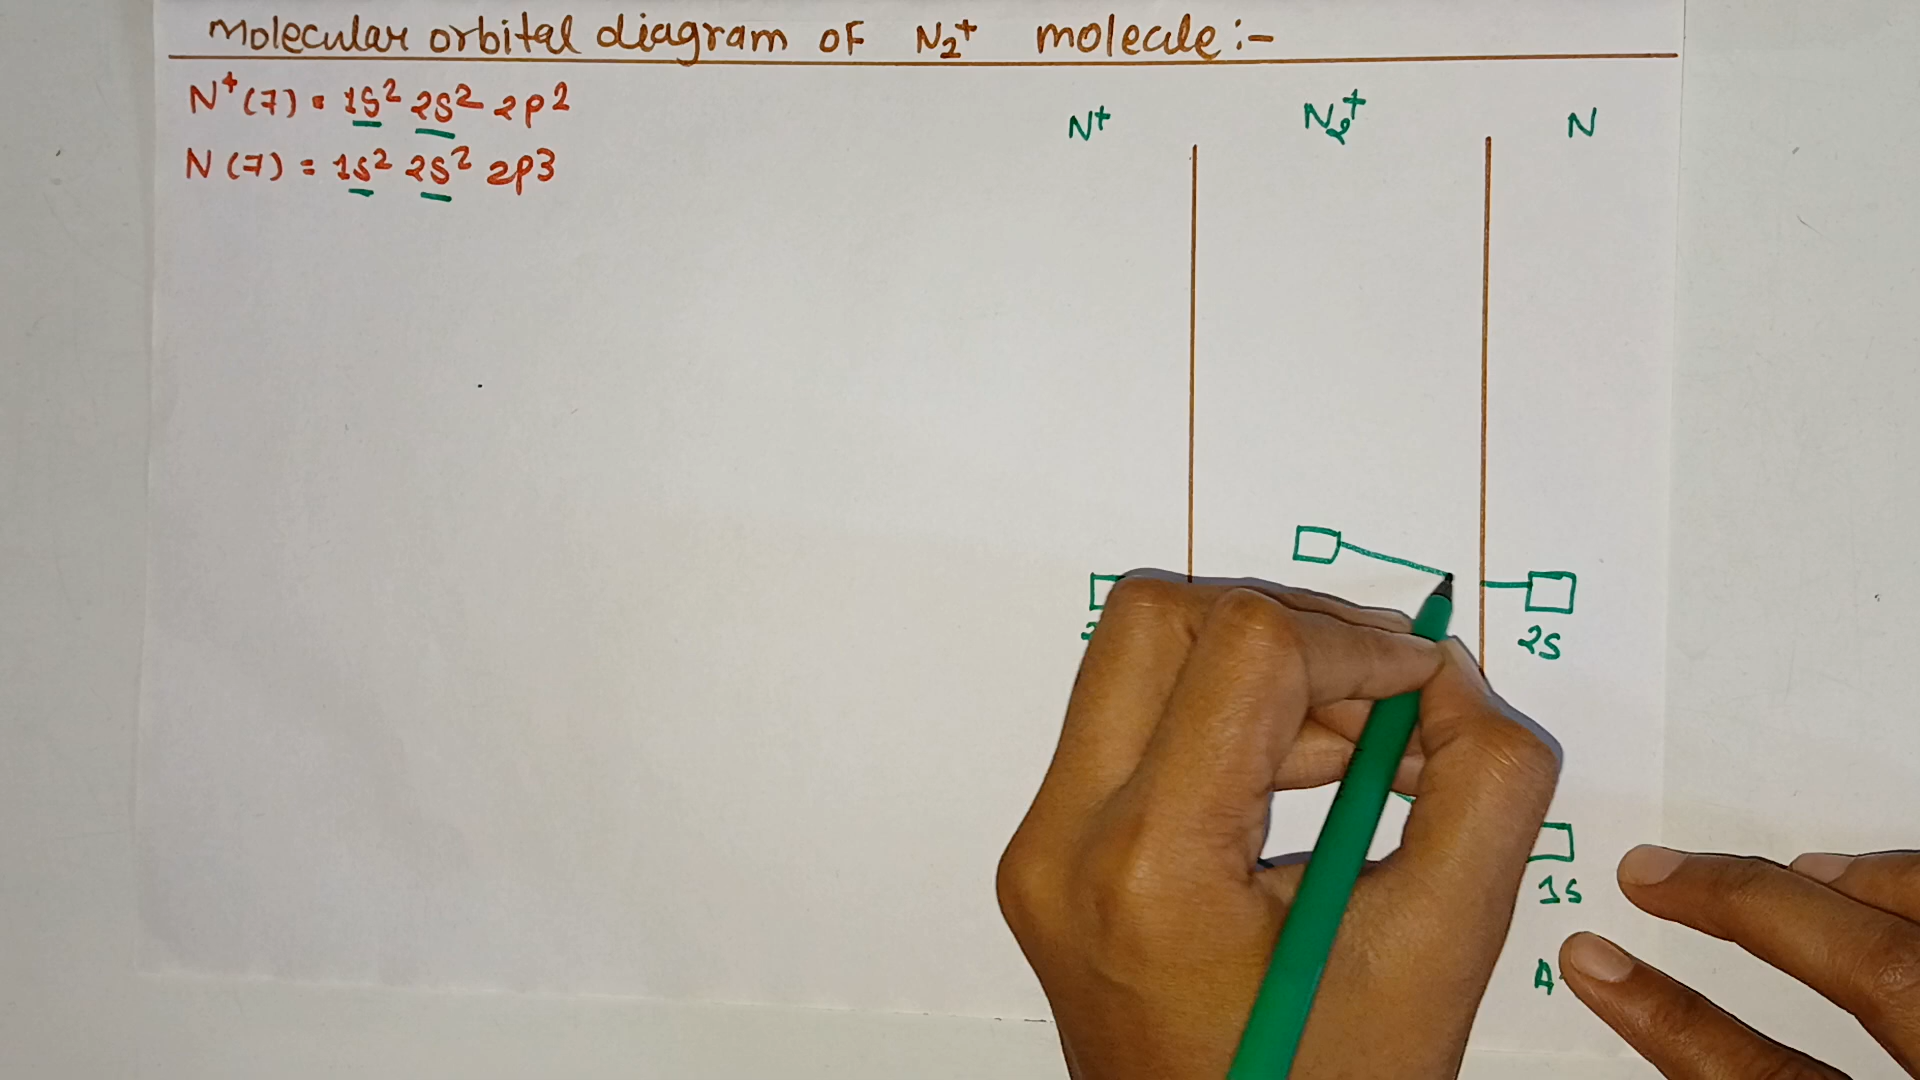 Molecular orbital diagram of N₂⁺ molecule:-
N⁺(7) = 1S² 2S² 2P²
N (7) = 1S² 2S² 2P3
N⁺ N₂⁺ N
2S
1S
A